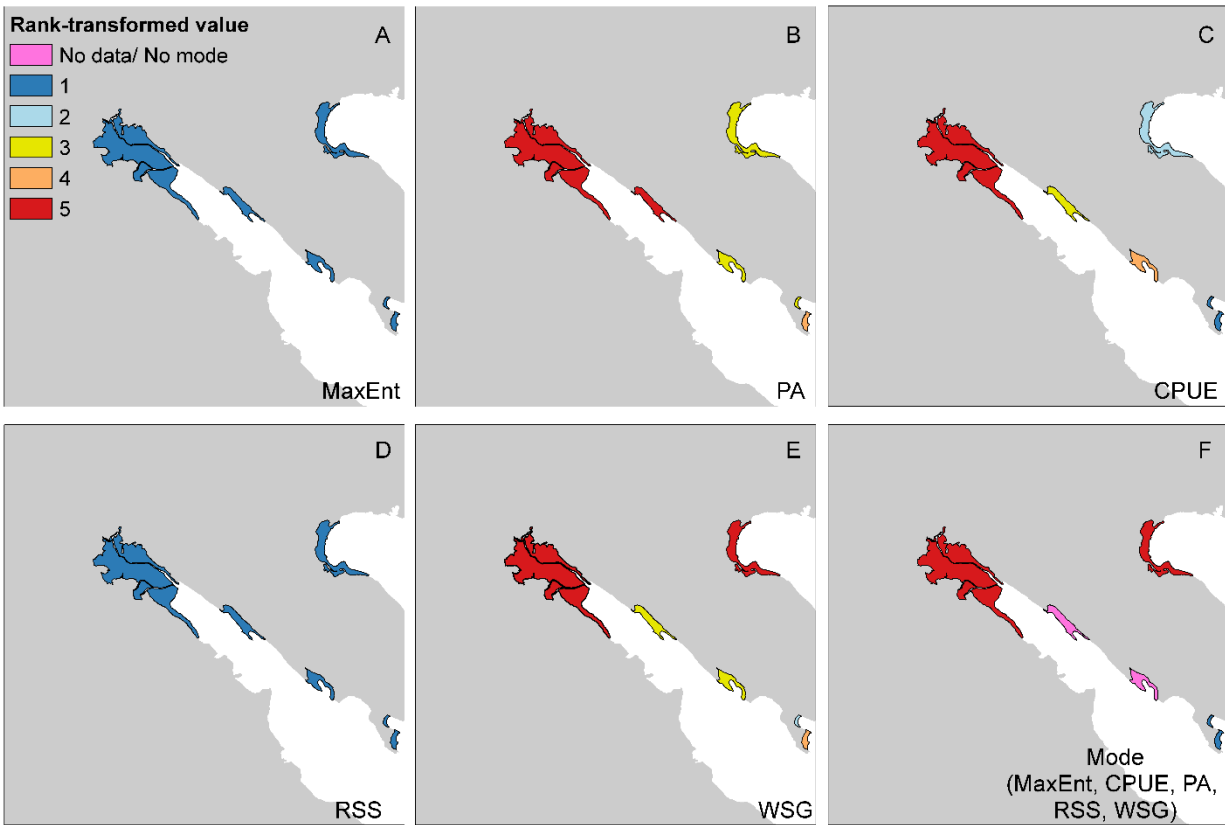 Rank-transformed value
No data/ No mode
1
2
3
4
5
A
MaxEnt
B
PA
C
CPUE
D
RSS
E
WSG
F
Mode
(MaxEnt, CPUE, PA,
RSS, WSG)